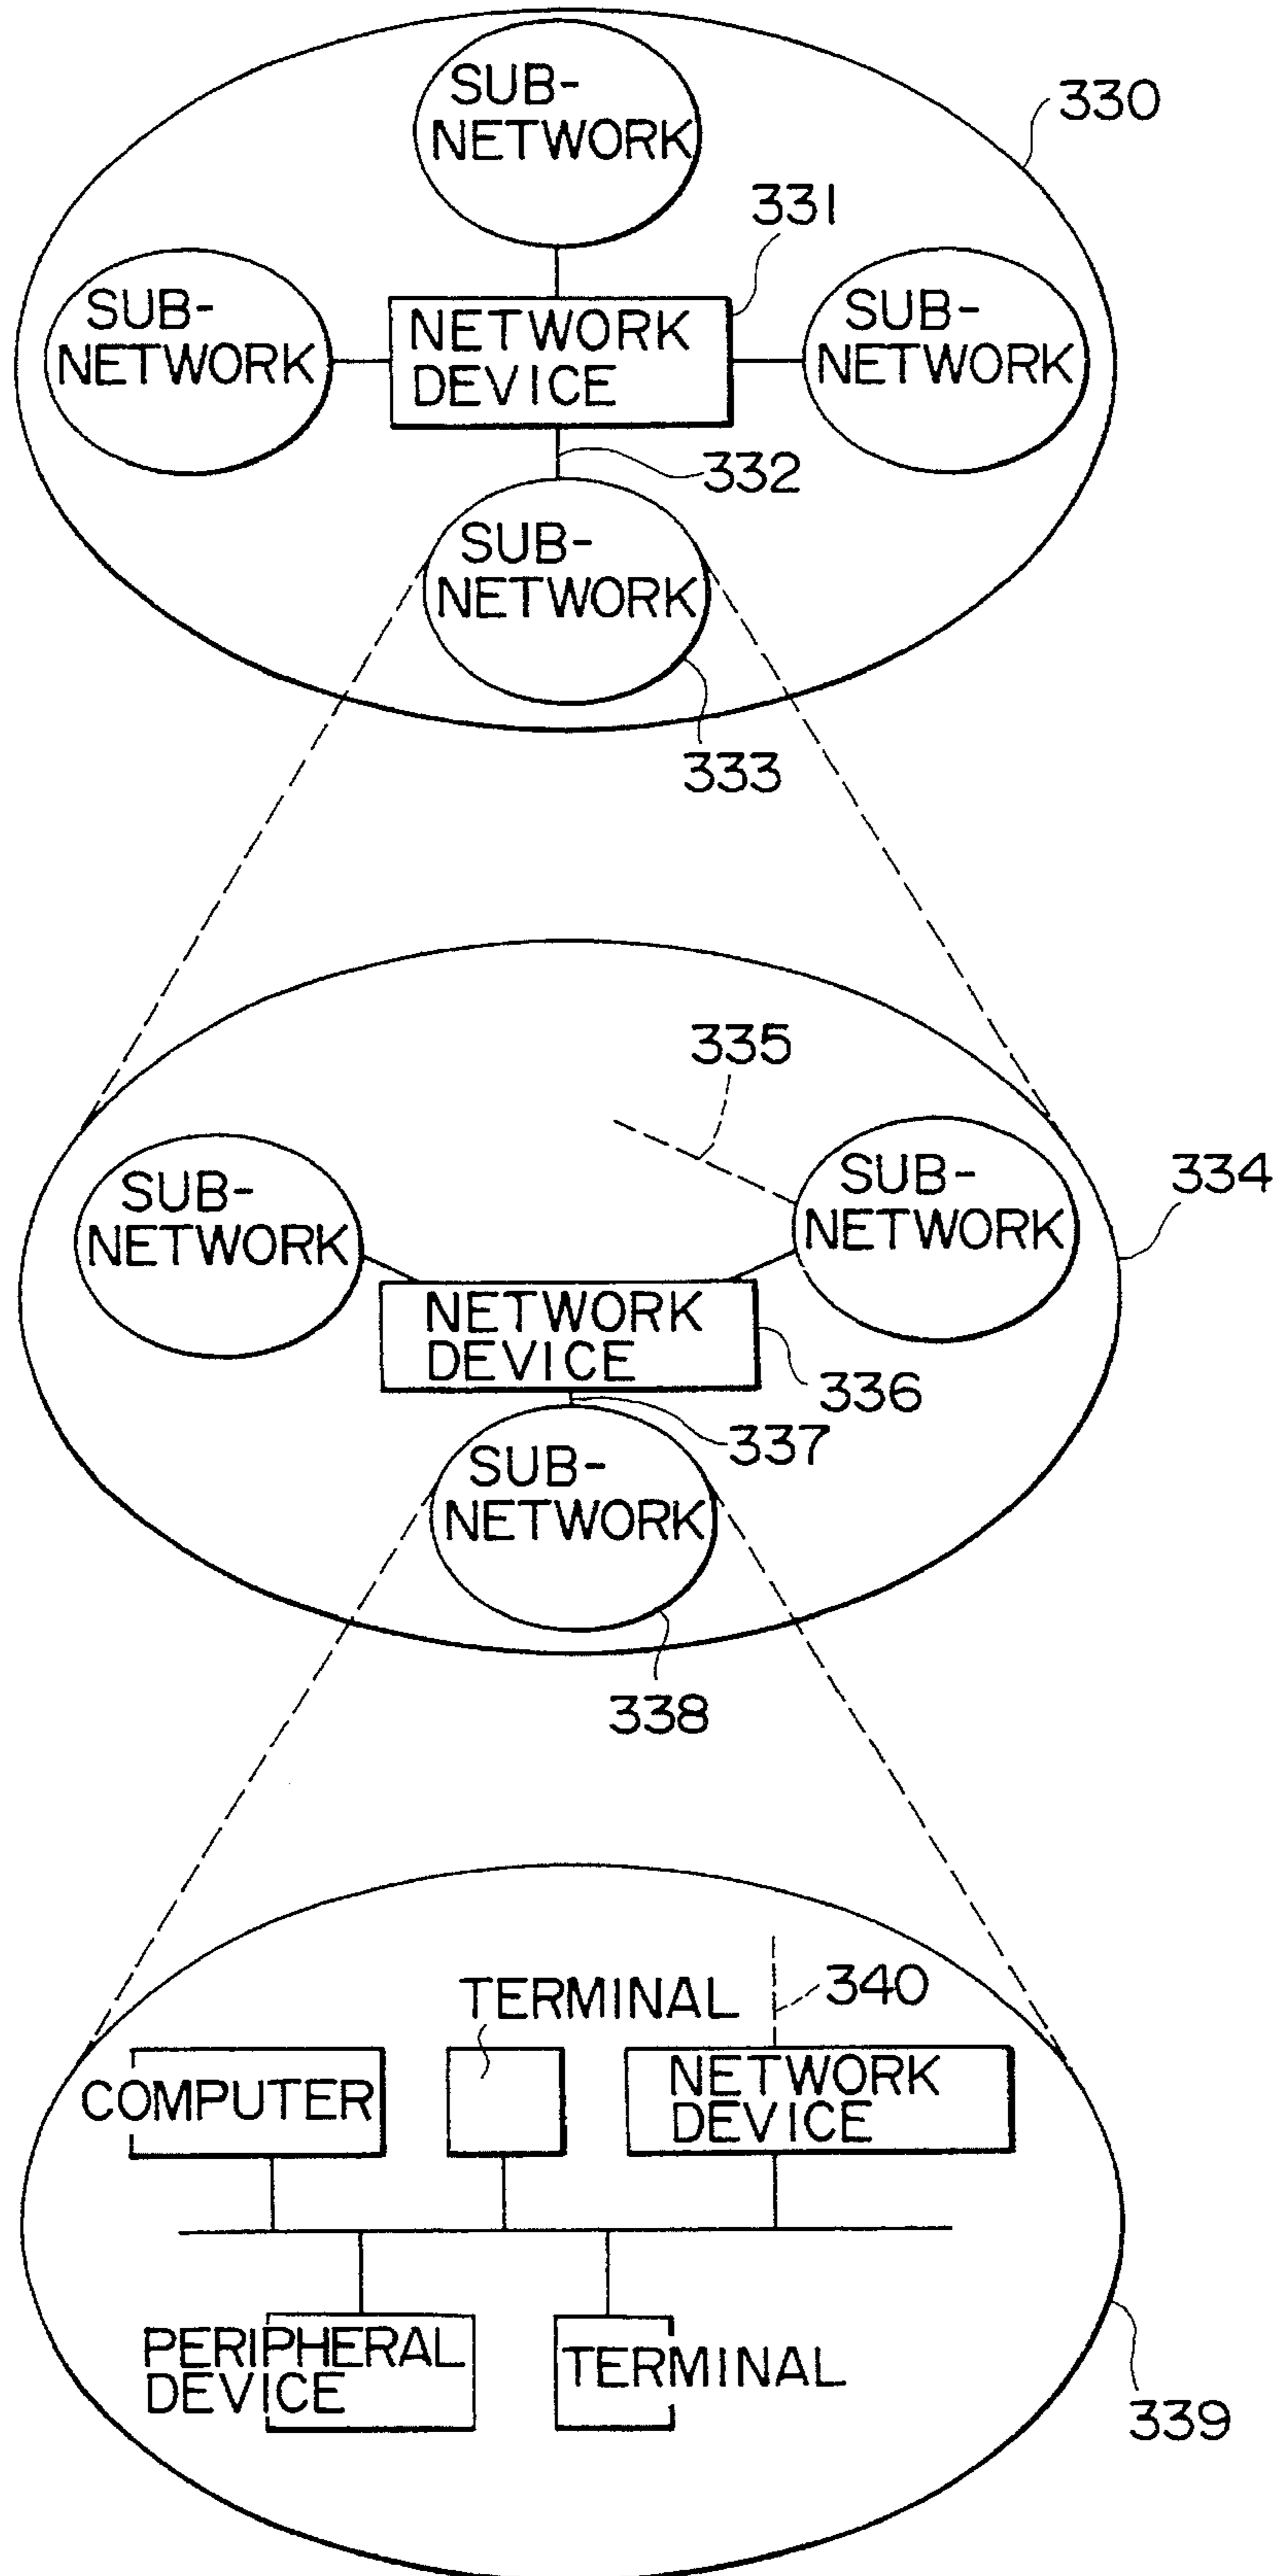 SUB-
NETWORK
330
331
SUB-
NETWORK
NETWORK
DEVICE
SUB-
NETWORK
332
SUB-
NETWORK
333
335
SUB-
NETWORK
SUB-
NETWORK
334
NETWORK
DEVICE
336
337
SUB-
NETWORK
338
TERMINAL
340
COMPUTER
NETWORK
DEVICE
PERIPHERAL
DEVICE
TERMINAL
339